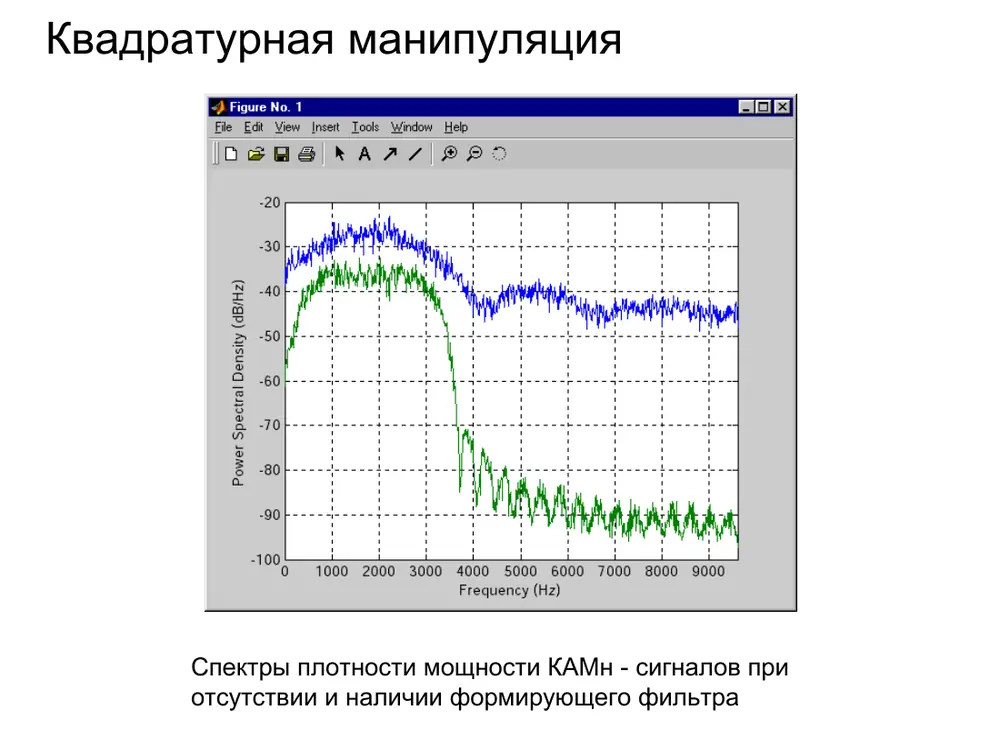 Квадратурная манипуляция
Figure No. 1
File Edit View Insert Tools Window Help
A
-20
-30
-40
-50
-60
-70
-80
-90
-100
Power Spectral Density (dB/Hz)
0 1000 2000 3000 4000 5000 6000 7000 8000 9000
Frequency (Hz)
Спектры плотности мощности КАМн - сигналов при
отсутствии и наличии формирующего фильтра